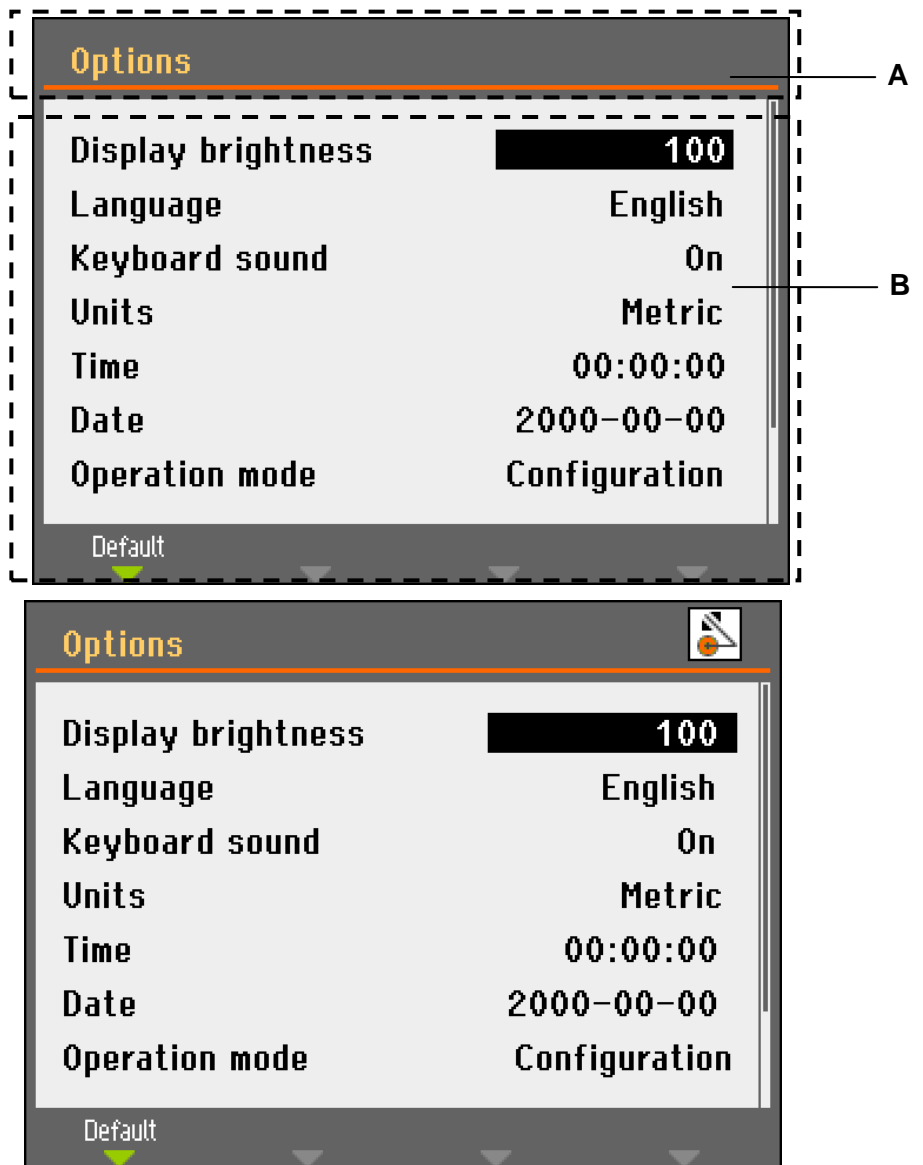 Options
A
Display brightness 100
Language English
Keyboard sound On
B
Units Metric
Time 00:00:00
Date 2000-00-00
Operation mode Configuration
Default
Options
Display brightness 100
Language English
Keyboard sound On
Units Metric
Time 00:00:00
Date 2000-00-00
Operation mode Configuration
Default